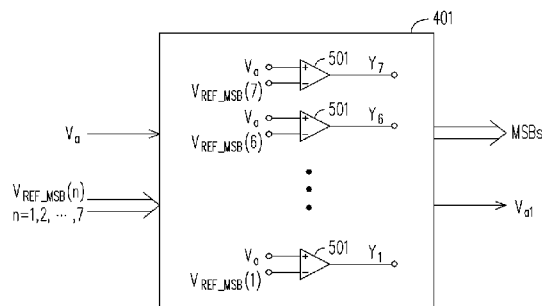 401
501
Va
Y7
VREF_MSB(7)
501
Va
Y6
VREF_MSB(6)
Va
MSBs
VREF_MSB(n)
n=1,2, ⋯ ,7
Va1
501
Va
Y1
VREF_MSB(1)